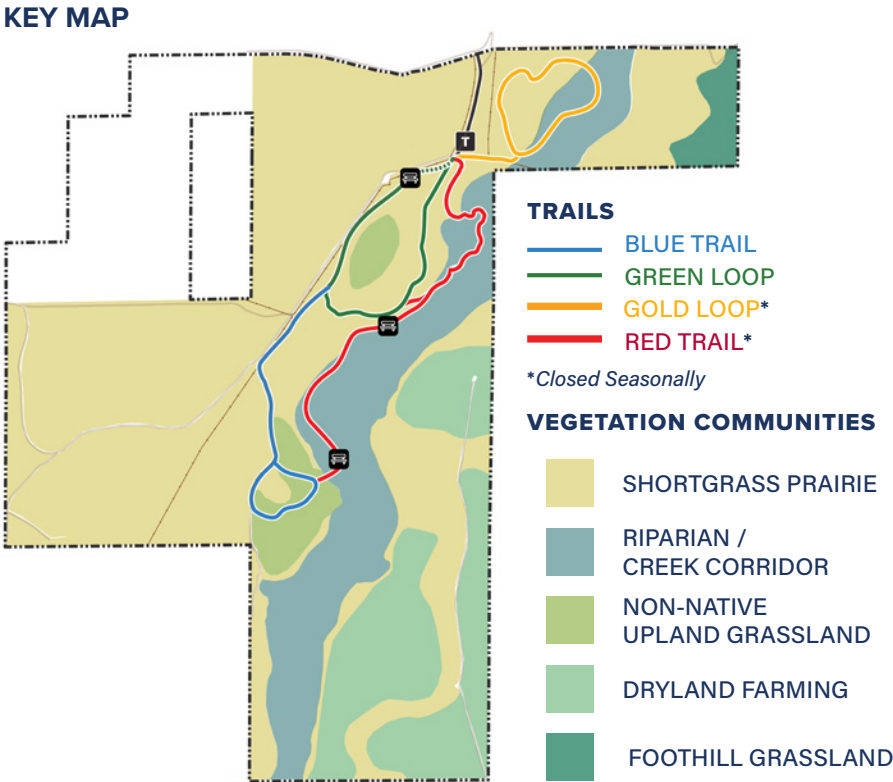 KEY MAP
T
TRAILS
BLUE TRAIL
GREEN LOOP
GOLD LOOP*
RED TRAIL*
*Closed Seasonally
VEGETATION COMMUNITIES
SHORTGRASS PRAIRIE
RIPARIAN /
CREEK CORRIDOR
NON-NATIVE
UPLAND GRASSLAND
DRYLAND FARMING
FOOTHILL GRASSLAND